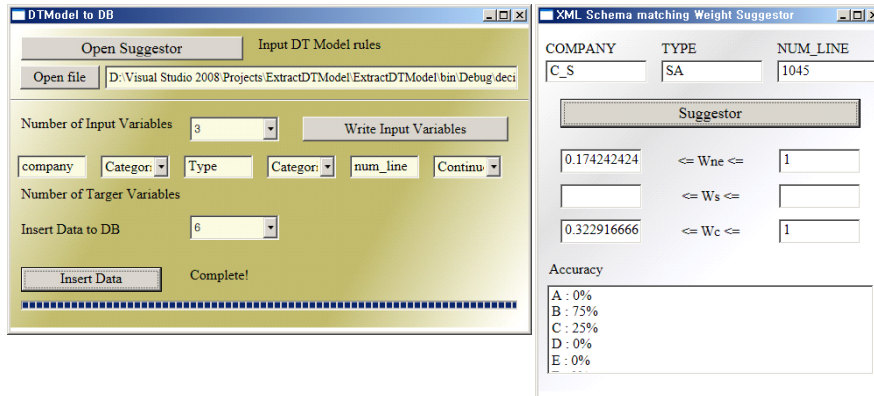 DTModel to DB
Open Suggestor
Input DT Model rules
Open file
D:\Visual Studio 2008\Projects\ExtractDTModel\ExtractDTModel\bin\Debug\deci
Number of Input Variables
3
Write Input Variables
company
Categori
Type
Categori
num_line
Continu
Number of Targer Variables
Insert Data to DB
6
Insert Data
Complete!
XML Schema matching Weight Suggestor
COMPANY TYPE NUM_LINE
C_S SA 1045
Suggestor
0.174242424 <= Wne <= 1
<= Ws <=
0.322916666 <= Wc <= 1
Accuracy
A : 0%
B : 75%
C : 25%
D : 0%
E : 0%